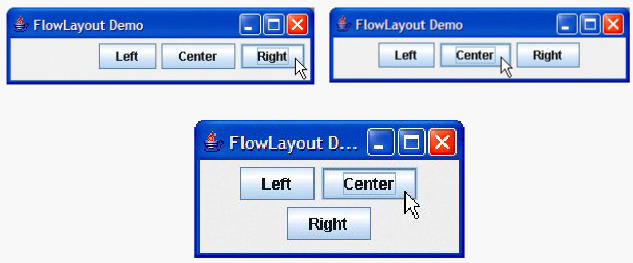 FlowLayout Demo
Left Center Right
FlowLayout Demo
Left Center Right
FlowLayout D...
Left Center
Right